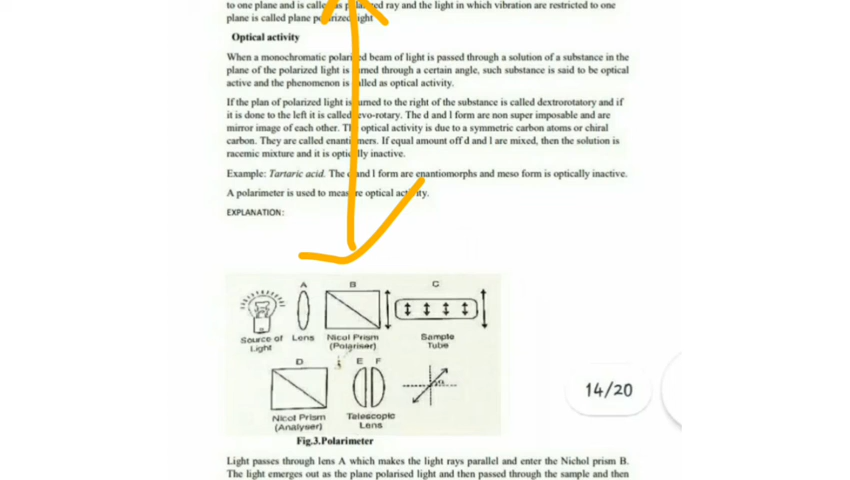 to one plane and is called as polarized ray and the light in which vibration are restricted to one
plane is called plane polarized light
Optical activity
When a monochromatic polarized beam of light is passed through a solution of a substance in the
plane of the polarized light is turned through a certain angle, such substance is said to be optical
active and the phenomenon is called as optical activity.
If the plan of polarized light is turned to the right of the substance is called dextrorotatory and if
it is done to the left it is called levo-rotary. The d and l form are non super imposable and are
mirror image of each other. The optical activity is due to a symmetric carbon atoms or chiral
carbon. They are called enantiomers. If equal amount off d and l are mixed, then the solution is
racemic mixture and it is optically inactive.
Example: Tartaric acid. The d and l form are enantiomorphs and meso form is optically inactive.
A polarimeter is used to measure optical activity.
EXPLANATION:
A B C
Source of Light Lens Nicol Prism (Polariser) Sample Tube
D E F
Nicol Prism (Analyser) Telescopic Lens
14/20
Fig.3.Polarimeter
Light passes through lens A which makes the light rays parallel and enter the Nichol prism B.
The light emerges out as the plane polarised light and then passed through the sample and then